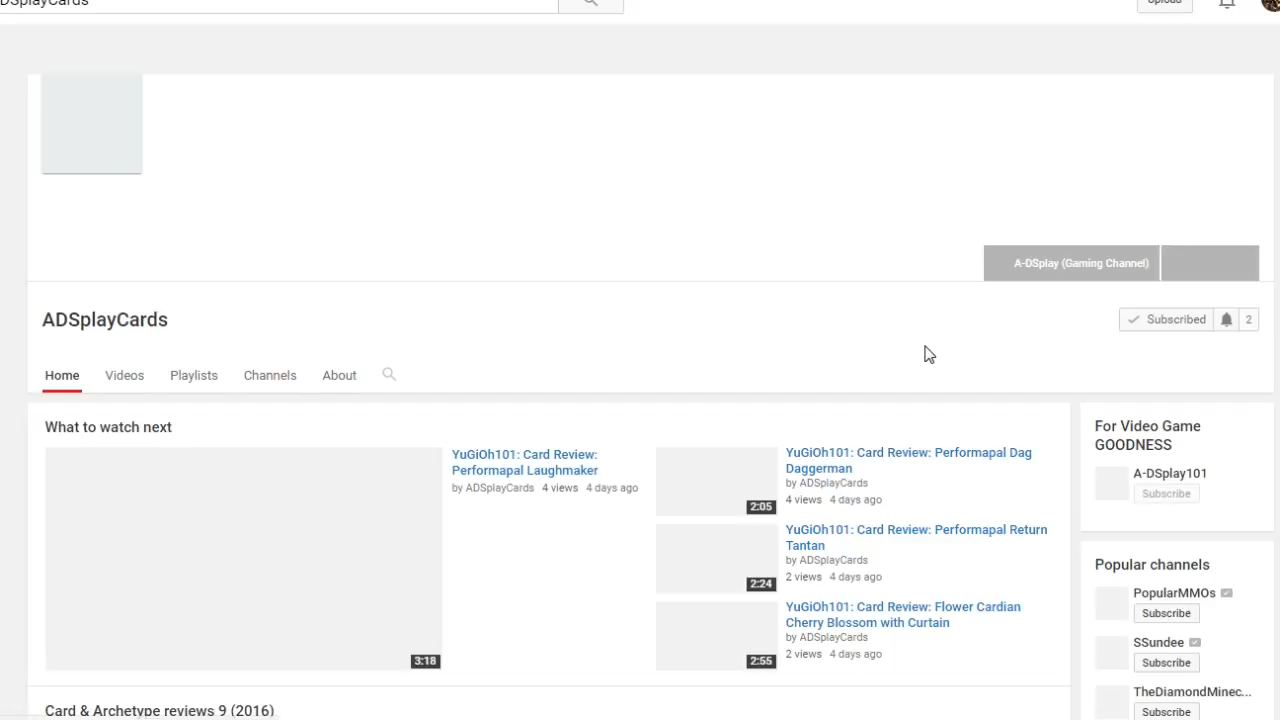 DSplayCards
Upload
A-DSplay (Gaming Channel)
ADSplayCards
Subscribed 2
Home Videos Playlists Channels About
What to watch next
3:18
YuGiOh101: Card Review:
Performapal Laughmaker
by ADSplayCards 4 views 4 days ago
2:05
YuGiOh101: Card Review: Performapal Dag
Daggerman
by ADSplayCards
4 views 4 days ago
2:24
YuGiOh101: Card Review: Performapal Return
Tantan
by ADSplayCards
2 views 4 days ago
2:55
YuGiOh101: Card Review: Flower Cardian
Cherry Blossom with Curtain
by ADSplayCards
2 views 4 days ago
Card & Archetype reviews 9 (2016)
For Video Game
GOODNESS
A-DSplay101
Subscribe
Popular channels
PopularMMOs
Subscribe
SSundee
Subscribe
TheDiamondMinec...
Subscribe